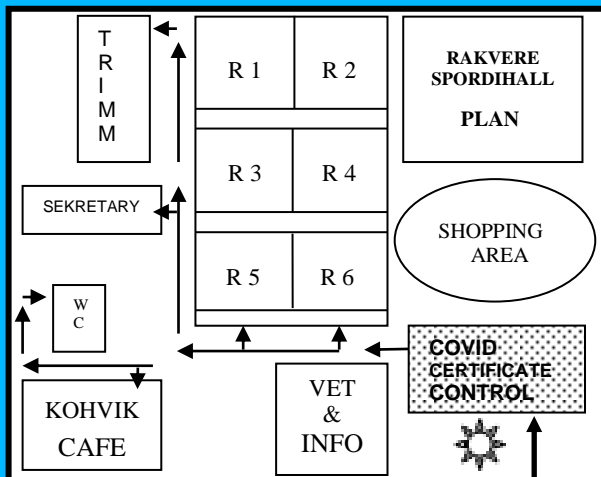 T
R
I
M
M
R 1
R 2
RAKVERE
SPORDIHALL
PLAN
R 3
R 4
SEKRETARY
SHOPPING
AREA
R 5
R 6
W
C
COVID
CERTIFICATE
CONTROL
KOHVIK
CAFE
VET
&
INFO